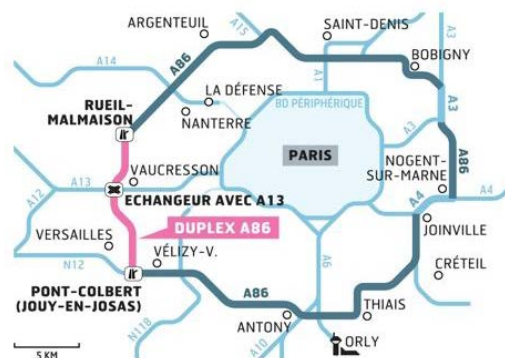 ARGENTEUIL
SAINT-DENIS
A15
A3
A86
BOBIGNY
A14
LA DÉFENSE
A1
BD PÉRIPHÉRIQUE
A3
RUEIL-
MALMAISON
NANTERRE
A3
PARIS
NOGENT-
SUR-MARNE
A86
VAUCRESSON
A13
A12
ECHANGEUR AVEC A13
A4
A4
DUPLEX A86
JOINVILLE
VERSAILLES
VÉLIZY-V.
A6
CRÉTEIL
N12
PONT-COLBERT
(JOUY-EN-JOSAS)
A86
THIAIS
ANTONY
N118
A10
ORLY
5 KM